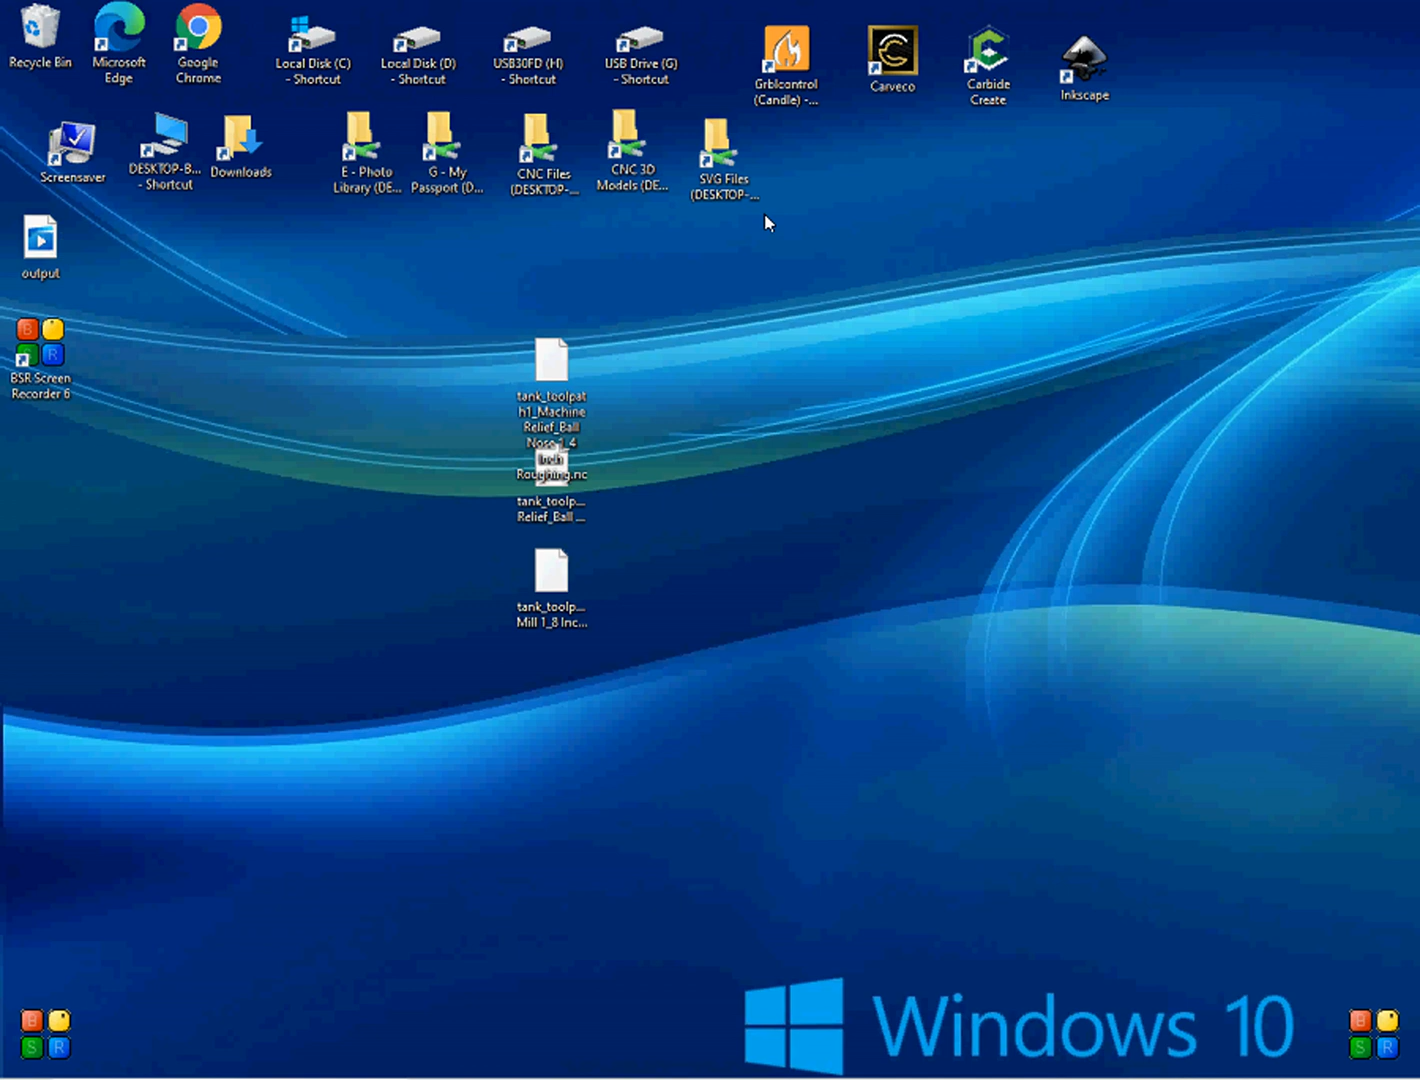 Recycle Bin
Microsoft
Edge
Google
Chrome
Local Disk (C)
- Shortcut
Local Disk (D)
- Shortcut
USB30FD (H)
- Shortcut
USB Drive (G)
- Shortcut
Grblcontrol
(Candle) -...
Carveco
Carbide
Create
Inkscape
Screensaver
DESKTOP-B...
- Shortcut
Downloads
E - Photo
Library (DE...
G - My
Passport (D...
CNC Files
(DESKTOP-...
CNC 3D
Models (DE...
SVG Files
(DESKTOP-...
output
B
S R
BSR Screen
Recorder 6
tank_toolpat
h1_Machine
Relief_Ball
Nose 1_4
Inch
Roughing.nc
tank_toolp...
Relief_Ball ...
tank_toolp...
Mill 1_8 Inc...
B
S R
Windows 10
B
S R